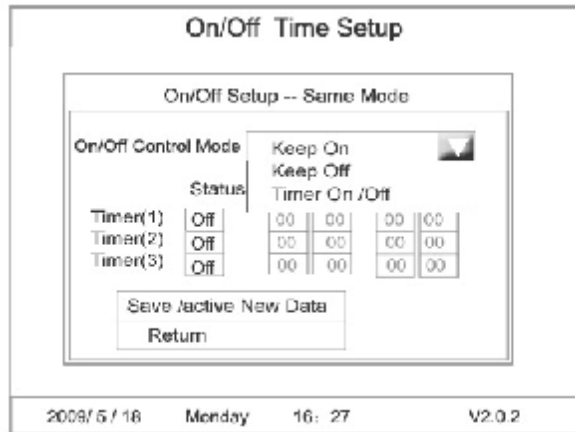 On/Off Time Setup
On/Off Setup -- Same Mode
On/Off Control Mode Keep On
Keep Off
Status Timer On /Off
Timer(1) Off 00 00 00 00
Timer(2) Off 00 00 00 00
Timer(3) Off 00 00 00 00
Save /active New Data
Return
2009/ 5 / 18 Monday 16: 27 V2.0.2